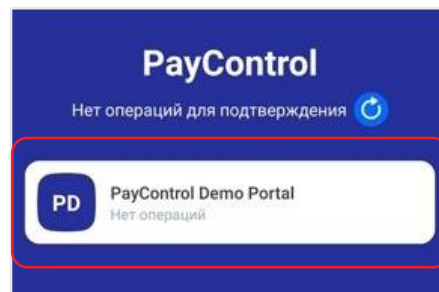 PayControl
Нет операций для подтверждения
PD
PayControl Demo Portal
Нет операций